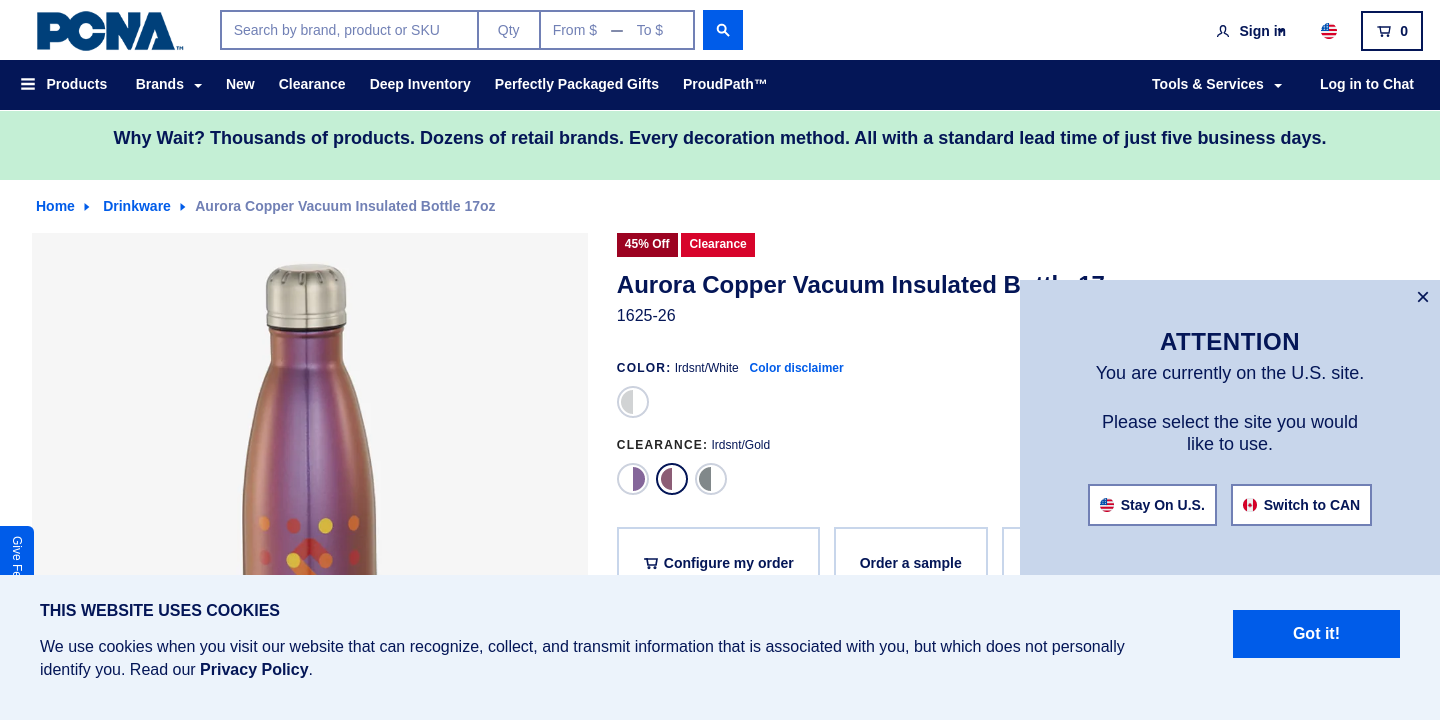 PCNA™
Search by brand, product or SKU
Qty
From $ — To $
Sign in
0
Products
Brands
New
Clearance
Deep Inventory
Perfectly Packaged Gifts
ProudPath™
Tools & Services
Log in to Chat
Why Wait? Thousands of products. Dozens of retail brands. Every decoration method. All with a standard lead time of just five business days.
Home Drinkware Aurora Copper Vacuum Insulated Bottle 17oz
45% Off Clearance
Aurora Copper Vacuum Insulated
1625-26
COLOR: Irdsnt/White Color disclaimer
CLEARANCE: Irdsnt/Gold
Configure my order
Order a sample
×
ATTENTION
You are currently on the U.S. site.
Please select the site you would
like to use.
Stay On U.S.
Switch to CAN
Give
THIS WEBSITE USES COOKIES
We use cookies when you visit our website that can recognize, collect, and transmit information that is associated with you, but which does not personally
identify you. Read our Privacy Policy.
Got it!